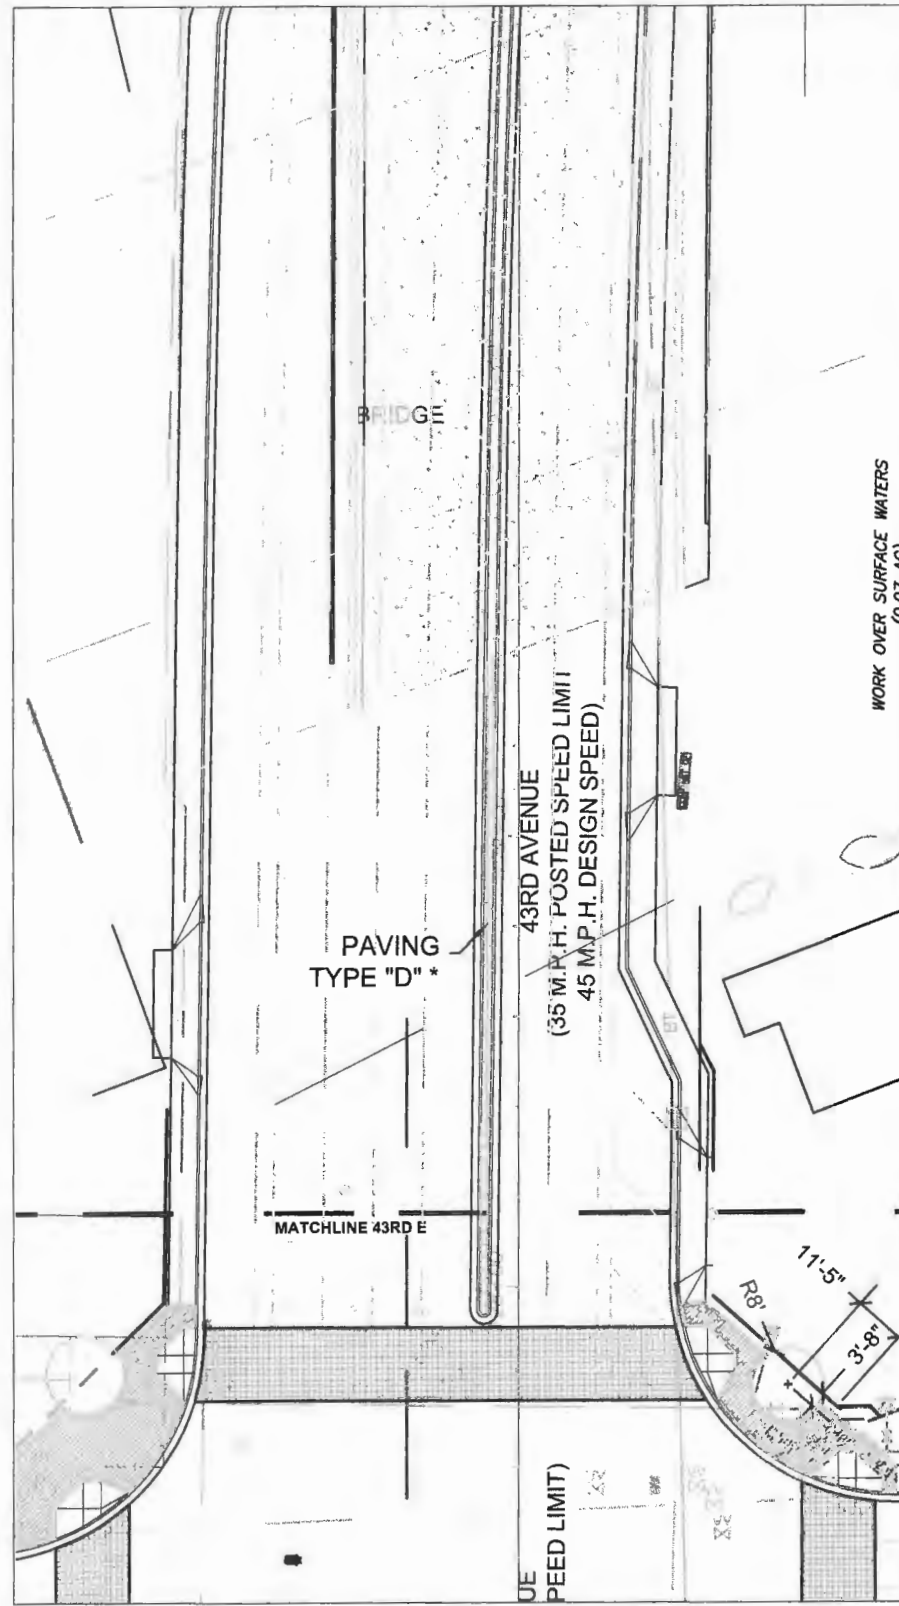 BRIDGE
WORK OVER SURFACE WATERS
43RD AVENUE
(35 M.P.H. POSTED SPEED LIMIT
45 M.P.H. DESIGN SPEED)
PAVING
TYPE "D" *
MATCHLINE 43RD E
11'-5"
R8'
3'-8"
UE
PEED LIMIT)